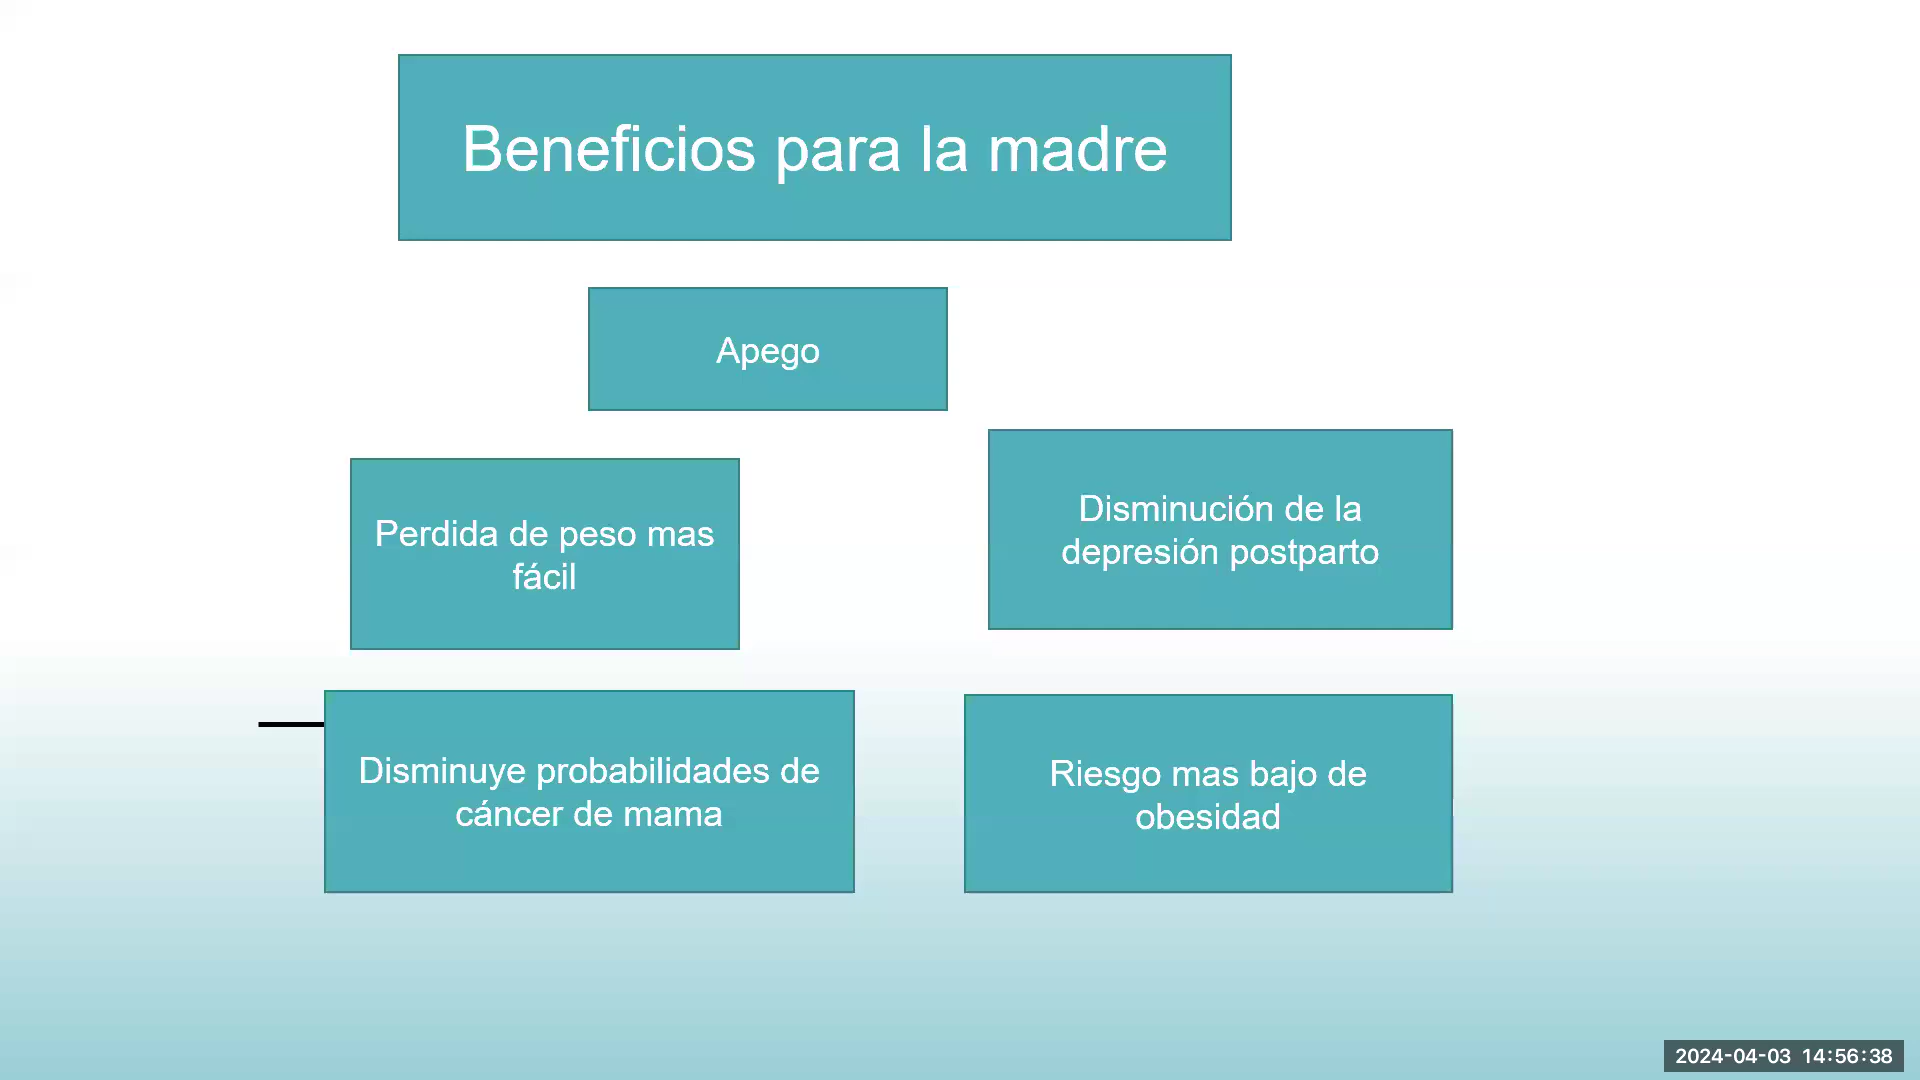 Beneficios para la madre
Apego
Perdida de peso mas
fácil
Disminución de la
depresión postparto
Disminuye probabilidades de
cáncer de mama
Riesgo mas bajo de
obesidad
2024-04-03 14:56:38